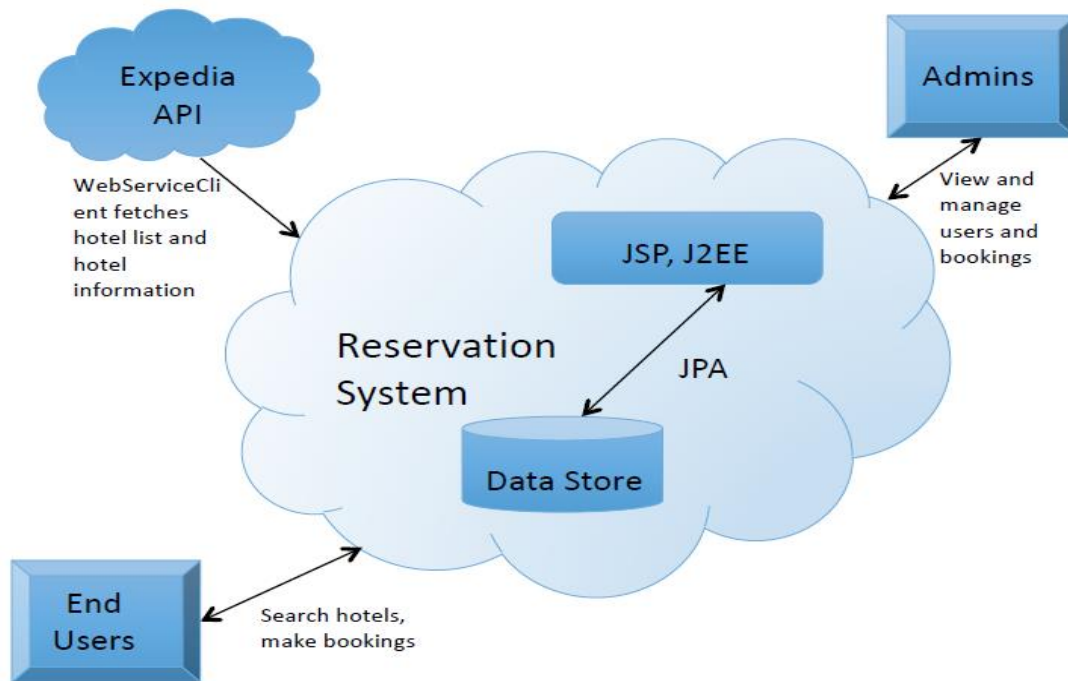 Expedia
API
Admins
WebServiceCli
ent fetches
hotel list and
hotel
information
View and
manage
users and
bookings
JSP, J2EE
Reservation
System
JPA
Data Store
End
Users
Search hotels,
make bookings